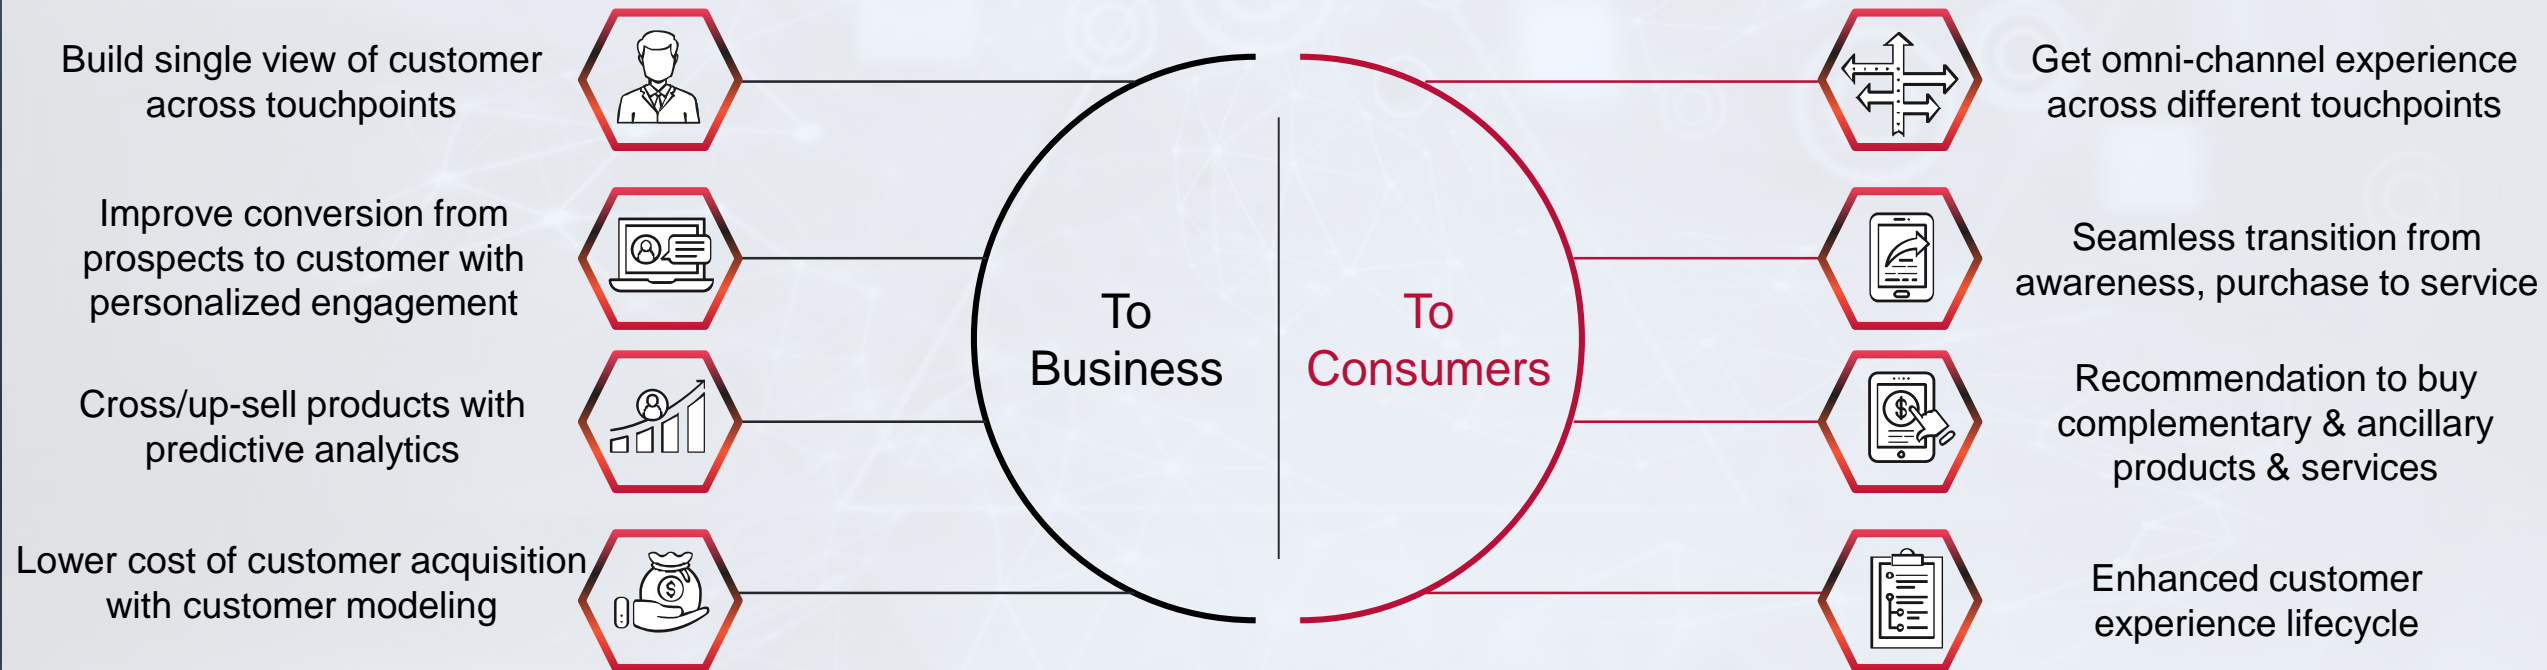 Build single view of customer
across touchpoints
Improve conversion from
prospects to customer with
personalized engagement
Cross/up-sell products with
predictive analytics
Lower cost of customer acquisition
with customer modeling
To
Business
To
Consumers
Get omni-channel experience
across different touchpoints
Seamless transition from
awareness, purchase to service
Recommendation to buy
complementary & ancillary
products & services
Enhanced customer
experience lifecycle